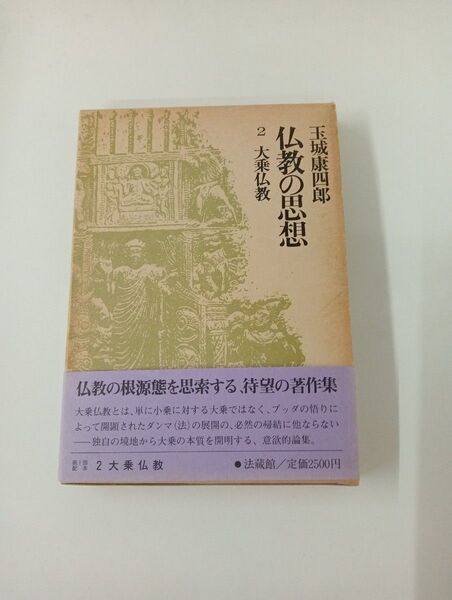 玉城康四郎
仏教の思想
2 大乗仏教
仏教の根源態を思索する、待望の著作集
大乗仏教とは、単に小乗に対する大乗ではなく、ブッダの悟りに
よって開顕されたダンマ(法)の展開の、必然の帰結に他ならない
──独自の境地から大乗の本質を開明する、意欲的論集。
2 大乗仏教
●法蔵館/定価2500円